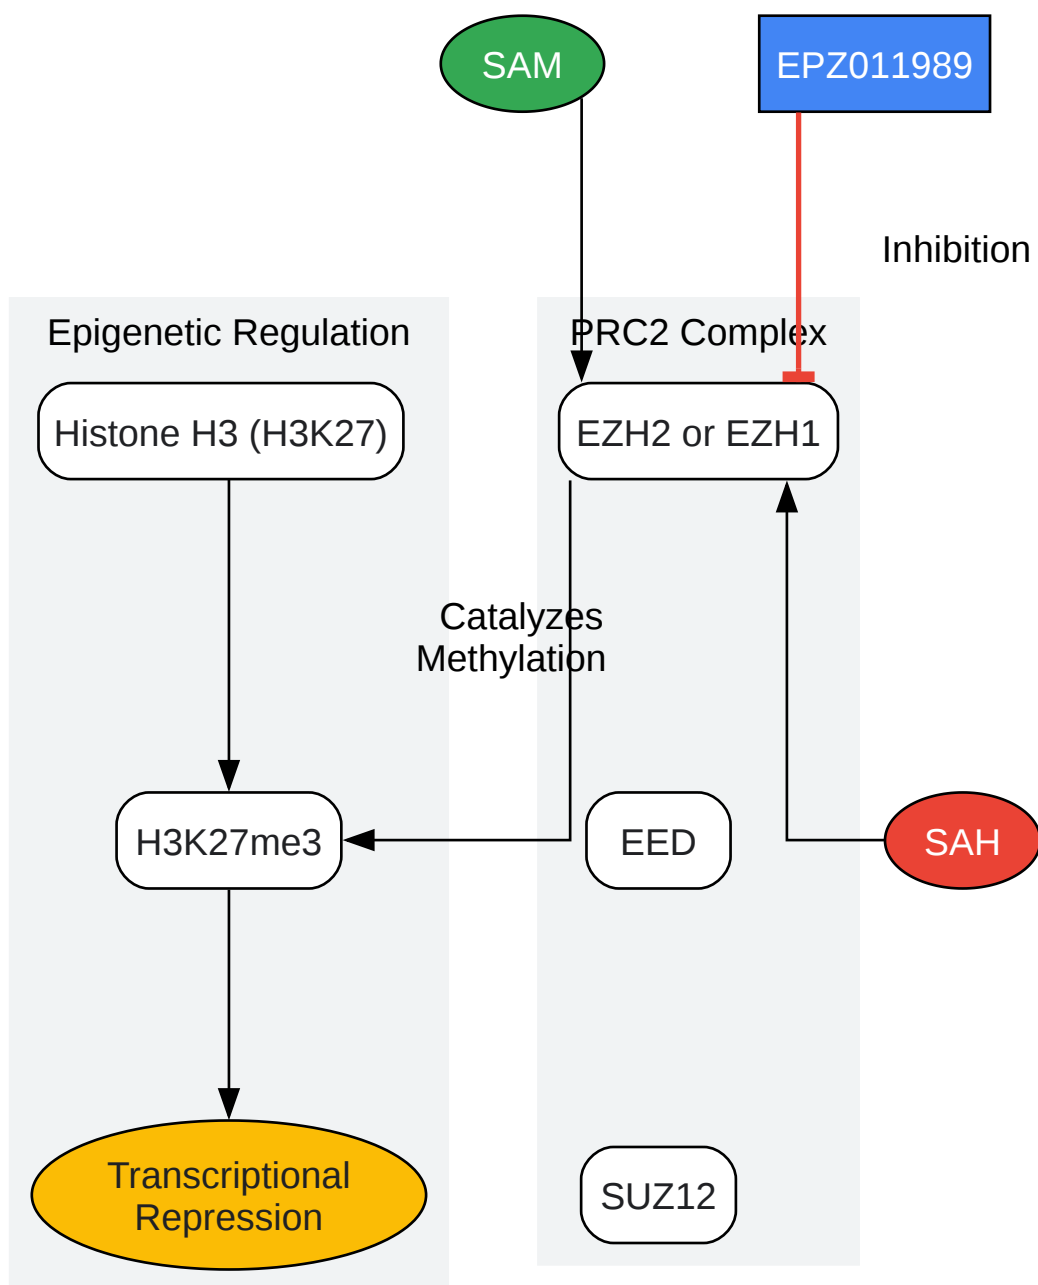 SAM
EPZ011989
Inhibition
Epigenetic Regulation
PRC2 Complex
Histone H3 (H3K27)
EZH2 or EZH1
Catalyzes
Methylation
H3K27me3
EED
SAH
Transcriptional
Repression
SUZ12